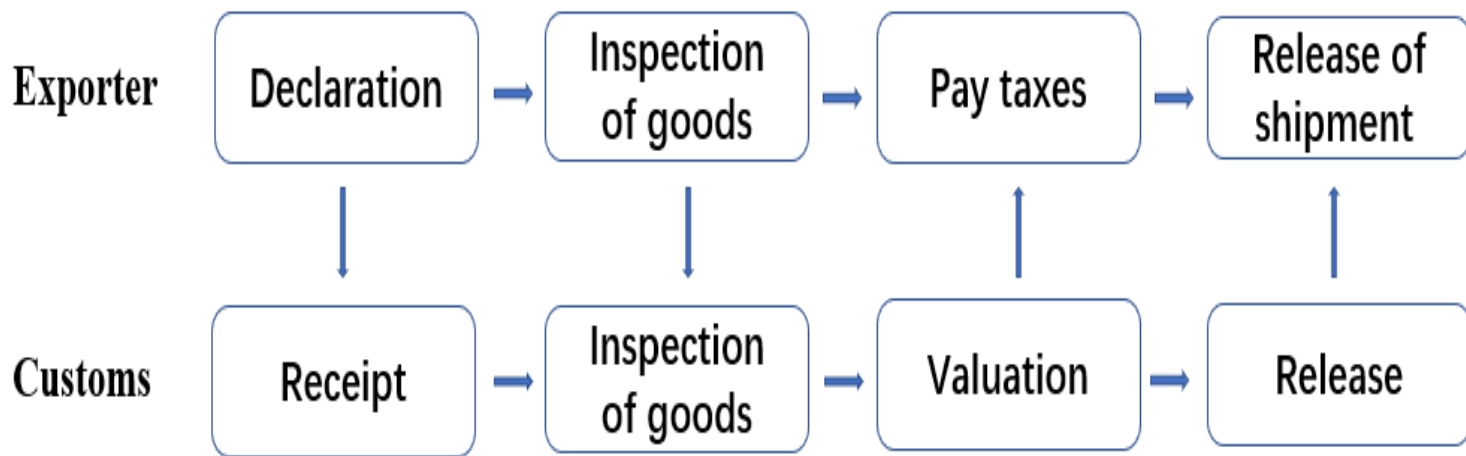 Exporter
Declaration
Inspection
of goods
Pay taxes
Release of
shipment
Customs
Receipt
Inspection
of goods
Valuation
Release